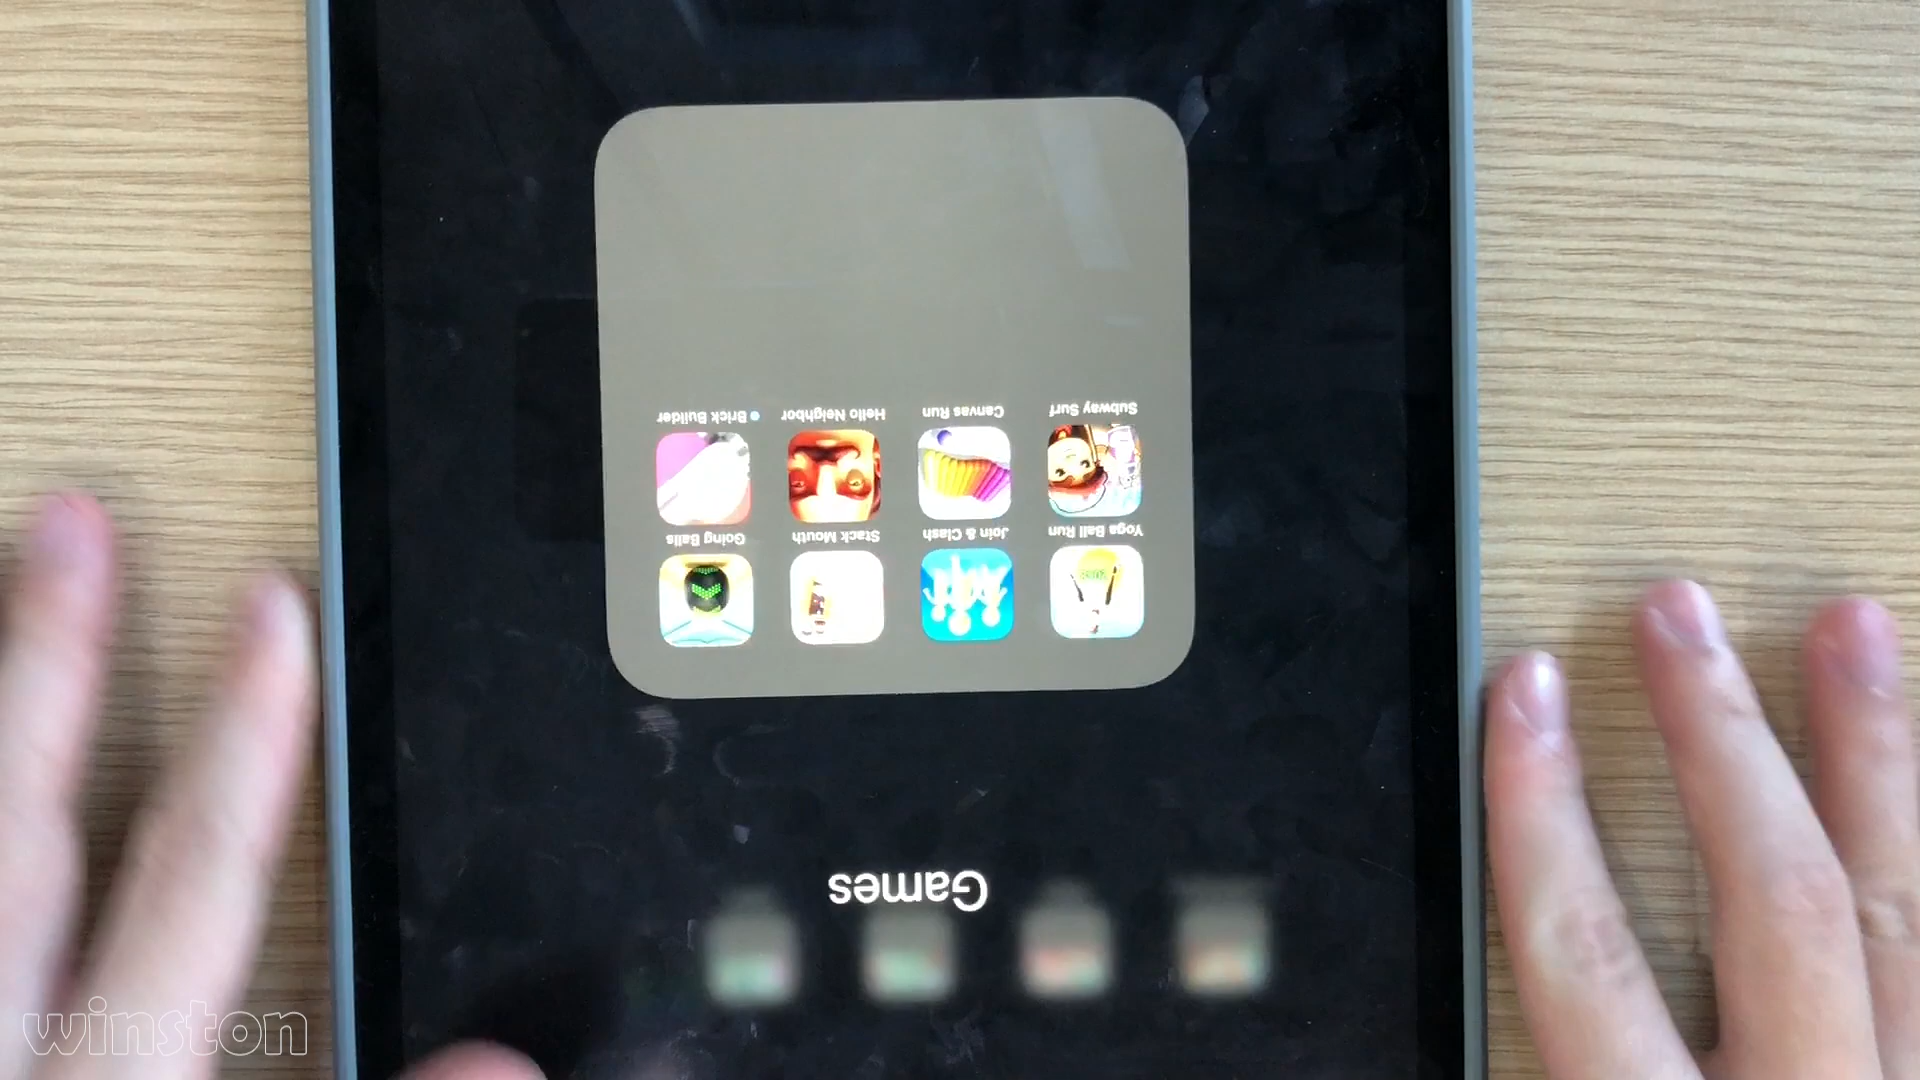 Games
Yoga Ball Run
Join & Clash
Stack Mouth
Going Balls
Subway Surf
Canvas Run
Hello Neighbor
Brick Builder
winston